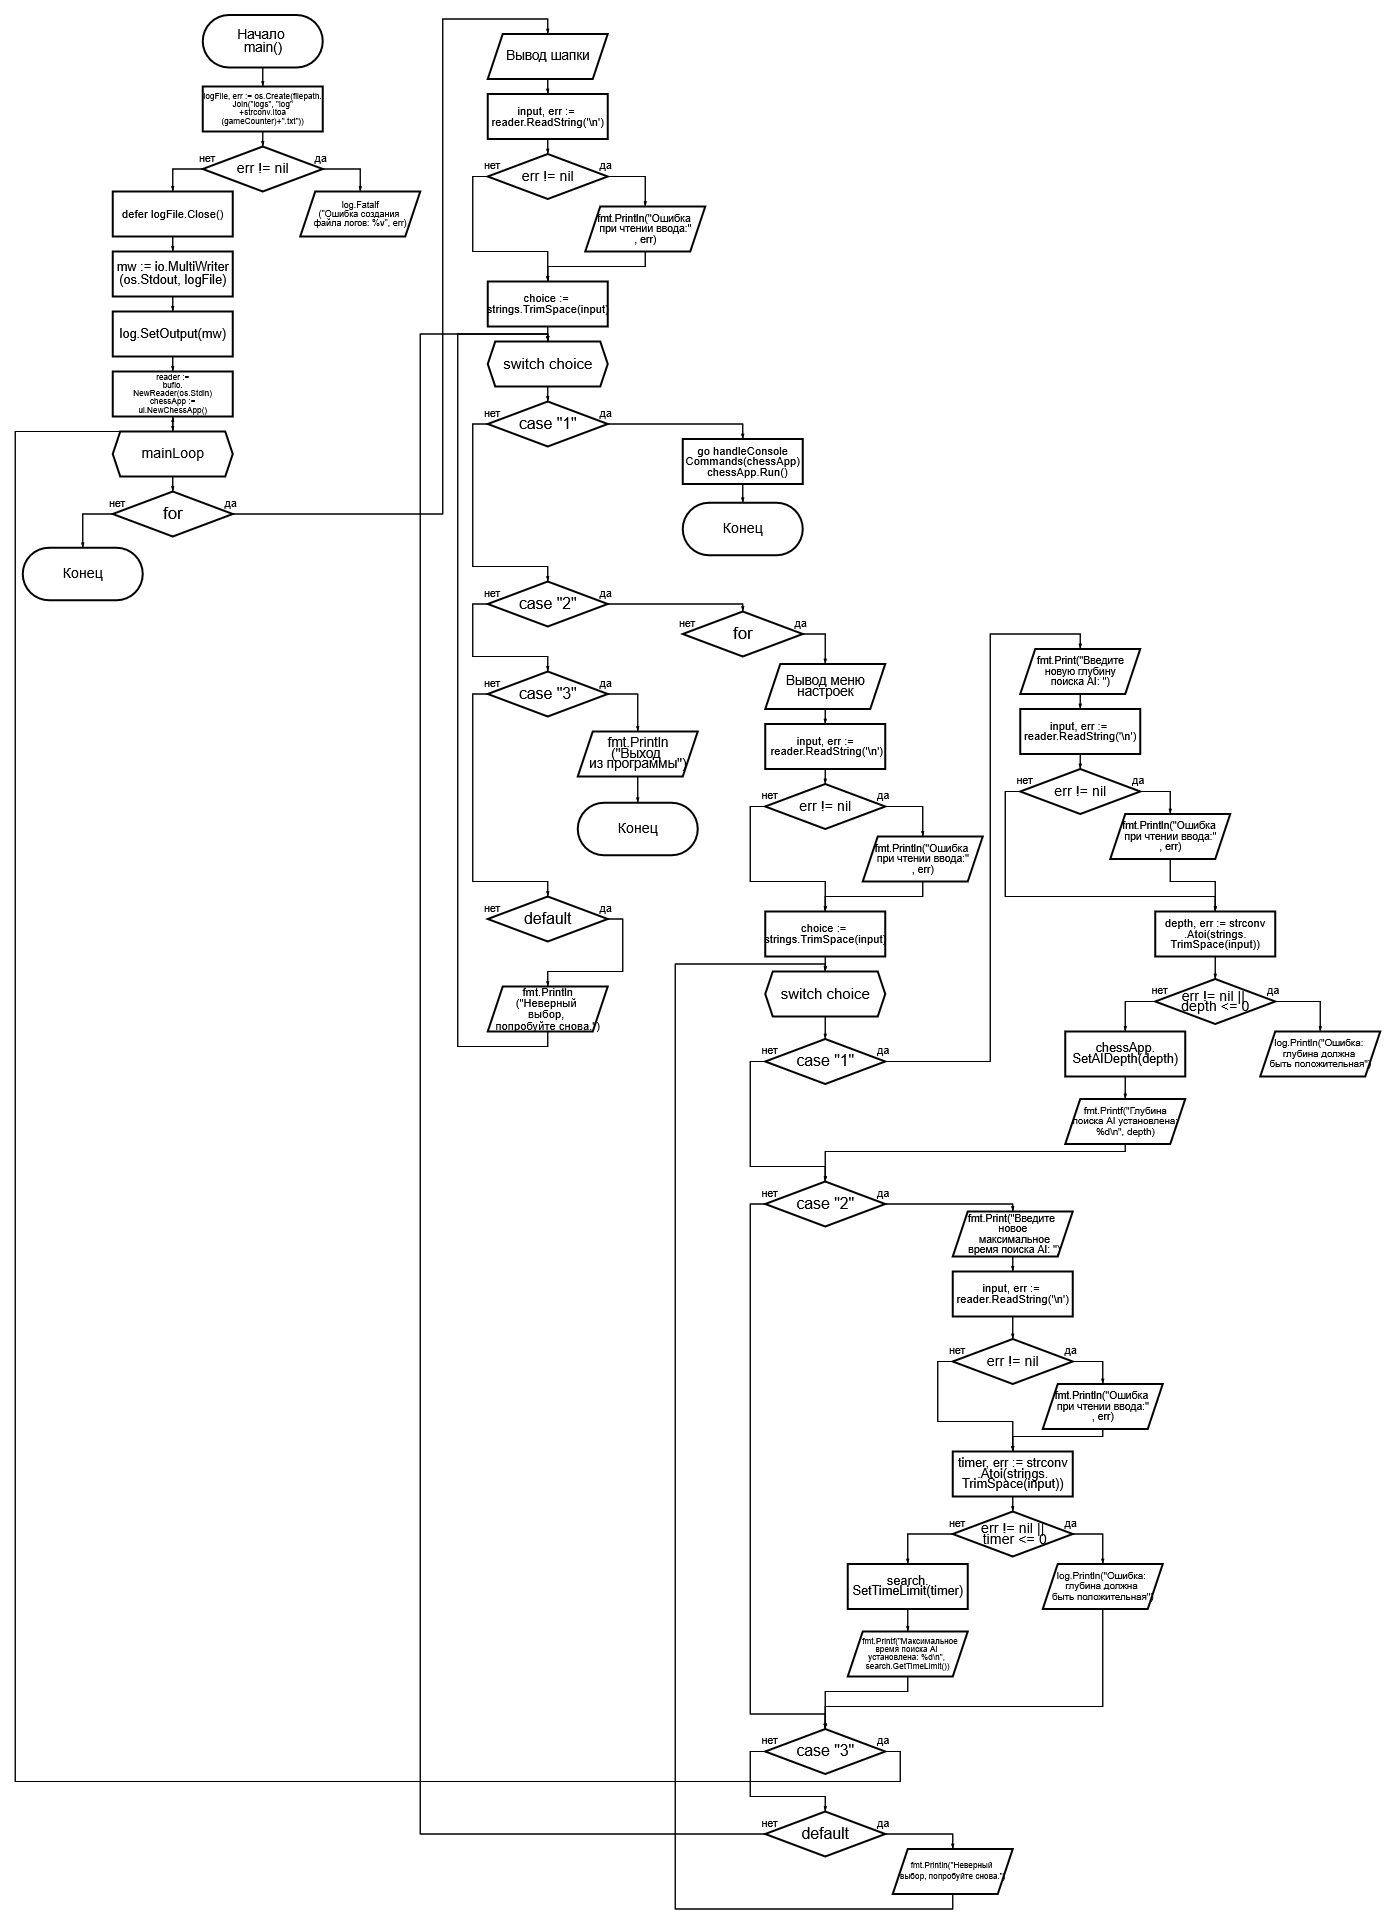 Начало
main()
logFile, err := os.Create(filepath.
Join("logs", "log"
+strconv.Itoa
(gameCounter)+".txt"))
нет
да
err != nil
defer logFile.Close()
log.Fatalf
("Ошибка создания
файла логов: %v", err)
mw := io.MultiWriter
(os.Stdout, logFile)
log.SetOutput(mw)
reader :=
bufio.
NewReader(os.Stdin)
chessApp :=
ui.NewChessApp()
mainLoop
нет
да
for
Конец
Вывод шапки
input, err :=
reader.ReadString('\n')
нет
да
err != nil
fmt.Println("Ошибка
при чтении ввода:"
, err)
choice :=
strings.TrimSpace(input)
switch choice
нет
да
case "1"
go handleConsole
Commands(chessApp)
chessApp.Run()
Конец
нет
да
case "2"
нет
да
case "3"
fmt.Println
("Выход
из программы")
Конец
нет
да
default
fmt.Println
("Неверный
выбор,
попробуйте снова.")
нет
да
for
Вывод меню
настроек
input, err :=
reader.ReadString('\n')
нет
да
err != nil
fmt.Println("Ошибка
при чтении ввода:"
, err)
choice :=
strings.TrimSpace(input)
switch choice
нет
да
case "1"
fmt.Print("Введите
новую глубину
поиска AI: ")
input, err :=
reader.ReadString('\n')
нет
да
err != nil
fmt.Println("Ошибка
при чтении ввода:"
, err)
depth, err := strconv
.Atoi(strings.
TrimSpace(input))
нет
да
err != nil ||
depth <= 0
chessApp.
SetAIDepth(depth)
log.Println("Ошибка:
глубина должна
быть положительная")
fmt.Printf("Глубина
поиска AI установлена:
%d\n", depth)
нет
да
case "2"
fmt.Print("Введите
новое
максимальное
время поиска AI: ")
input, err :=
reader.ReadString('\n')
нет
да
err != nil
fmt.Println("Ошибка
при чтении ввода:"
, err)
timer, err := strconv
.Atoi(strings.
TrimSpace(input))
нет
да
err != nil ||
timer <= 0
search.
SetTimeLimit(timer)
log.Println("Ошибка:
глубина должна
быть положительная")
fmt.Printf("Максимальное
время поиска AI
установлена: %d\n",
search.GetTimeLimit())
нет
да
case "3"
нет
да
default
fmt.Println("Неверный
выбор, попробуйте снова.")